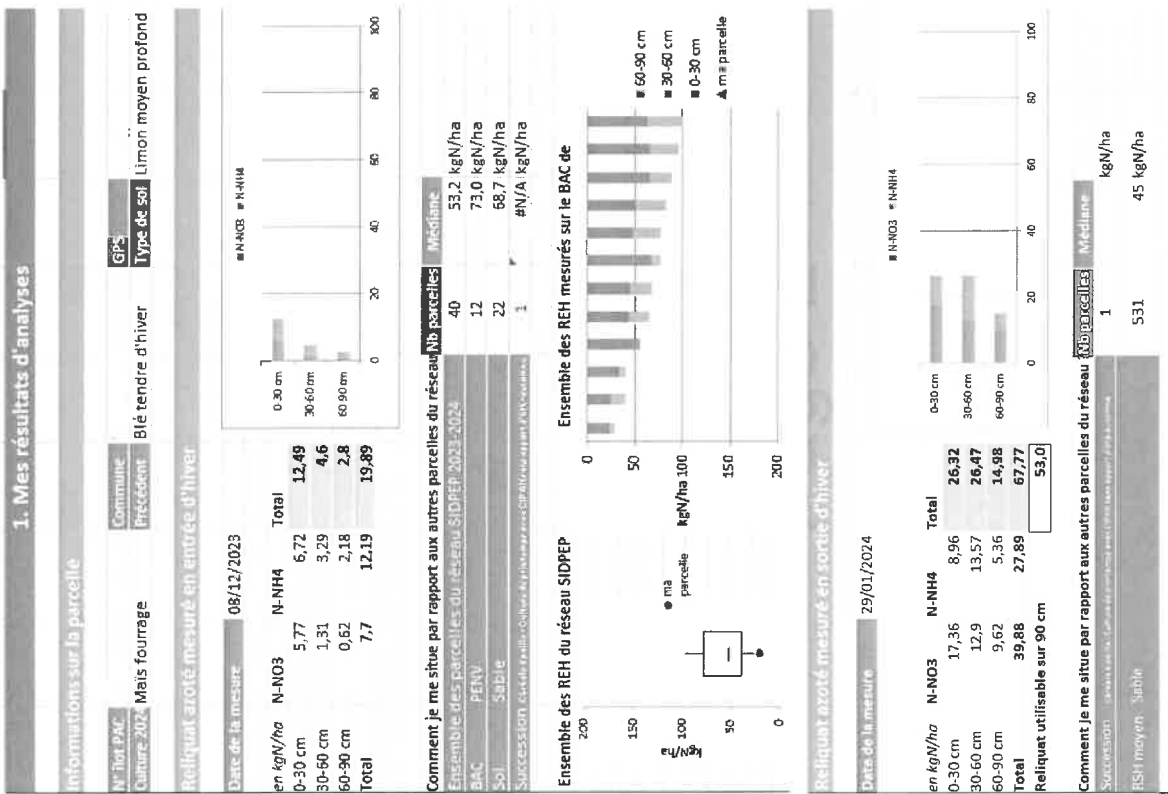 1. Mes résultats d'analyses
Informations sur la parcelle
N° îlot PAC Commune GPS
Culture 2024 Maïs fourrage Précédent Blé tendre d'hiver Type de sol Limon moyen profond
Reliquat azoté mesuré en entrée d'hiver
Date de la mesure 08/12/2023
en kgN/ha N-NO3 N-NH4 Total
0-30 cm 5,77 6,72 12,49
30-60 cm 1,31 3,29 4,6
60-90 cm 0,62 2,18 2,8
Total 7,7 12,19 19,89
■ N-NO3 ■ N-NH4
0-30 cm
30-60 cm
60-90 cm
0 20 40 60 80 100
Comment je me situe par rapport aux autres parcelles du réseau Nb parcelles Médiane
Ensemble des parcelles du réseau SIDPEP 2023-2024 40 53,2 kgN/ha
BAC PENV 12 73,0 kgN/ha
Sol Sable 22 68,7 kgN/ha
Succession 1 #N/A kgN/ha
Ensemble des REH du réseau SIDPEP
kgN/ha
200
150
100
50
0
● ma parcelle
Ensemble des REH mesurés sur le BAC de
kgN/ha
0
50
100
150
200
■ 60-90 cm
■ 30-60 cm
■ 0-30 cm
▲ ma parcelle
Reliquat azoté mesuré en sortie d'hiver
Date de la mesure 29/01/2024
en kgN/ha N-NO3 N-NH4 Total
0-30 cm 17,36 8,96 26,32
30-60 cm 12,9 13,57 26,47
60-90 cm 9,62 5,36 14,98
Total 39,88 27,89 67,77
Reliquat utilisable sur 90 cm 53,0
■ N-NO3 ■ N-NH4
0-30 cm
30-60 cm
60-90 cm
0 20 40 60 80 100
Comment je me situe par rapport aux autres parcelles du réseau Nb parcelles Médiane
Succession 1 kgN/ha
RSH moyen Sable 531 45 kgN/ha